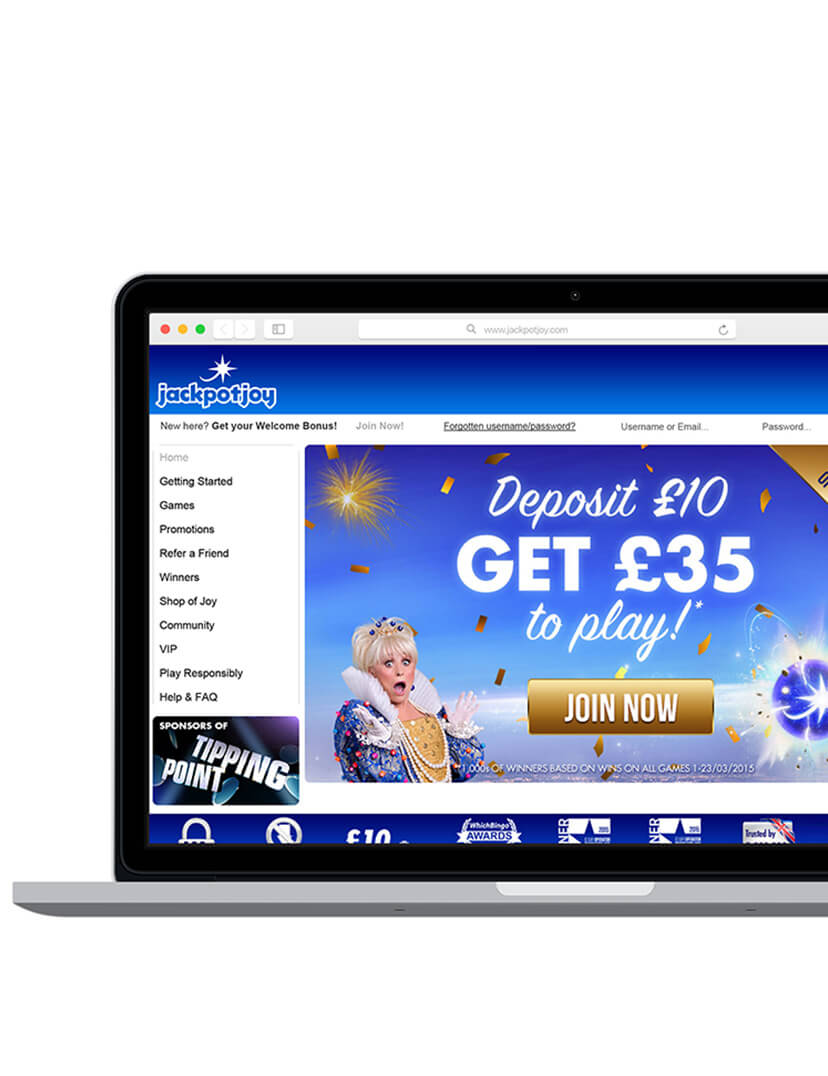 www.jackpotjoy.com
jackpotjoy
New here? Get your Welcome Bonus! Join Now! Forgotten username/password? Username or Email... Password...
Home
Getting Started
Games
Promotions
Refer a Friend
Winners
Shop of Joy
Community
VIP
Play Responsibly
Help & FAQ
Deposit £10
GET £35
to play!*
JOIN NOW
*1,000s OF WINNERS BASED ON WINS ON ALL GAMES 1-23/03/2015
SPONSORS OF
TIPPING
POINT
£10
WhichBingo
AWARDS
NER 2015
NER
Trusted by